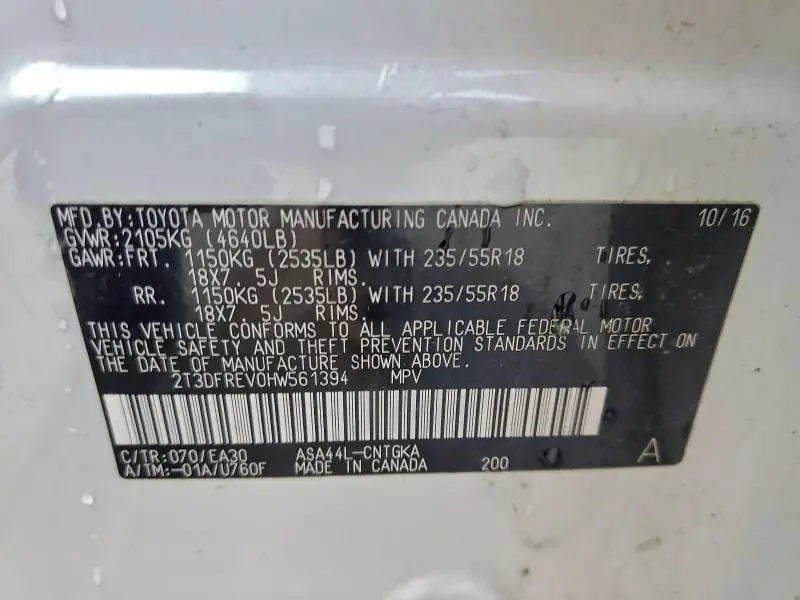 MFD.BY:TOYOTA MOTOR MANUFACTURING CANADA INC. 10/16
GVWR:2105KG (4640LB)
GAWR:FRT. 1150KG (2535LB) WITH 235/55R18 TIRES,
18X7. 5J RIMS.
RR. 1150KG (2535LB) WITH 235/55R18 TIRES,
18X7. 5J RIMS.
THIS VEHICLE CONFORMS TO ALL APPLICABLE FEDERAL MOTOR
VEHICLE SAFETY AND THEFT PREVENTION STANDARDS IN EFFECT ON
THE DATE OF MANUFACTURE SHOWN ABOVE.
2T3DFREV0HW561394 MPV
C/TR:070/EA30 ASA44L-CNTGKA
A/TM:-01A/U760F MADE IN CANADA 200 A